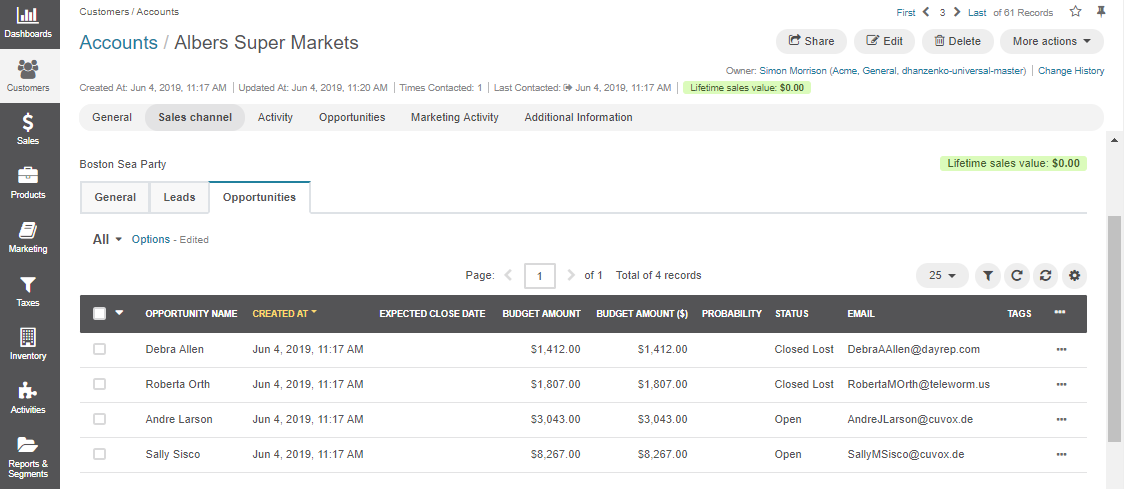 Dashboards
Customers
Sales
Products
Marketing
Taxes
Inventory
Activities
Reports &
Segments
Customers / Accounts
First 3 Last of 61 Records
Accounts / Albers Super Markets
Share Edit Delete More actions
Owner: Simon Morrison (Acme, General, dhanzenko-universal-master) Change History
Created At: Jun 4, 2019, 11:17 AM Updated At: Jun 4, 2019, 11:20 AM Times Contacted: 1 Last Contacted: Jun 4, 2019, 11:17 AM Lifetime sales value: $0.00
General Sales channel Activity Opportunities Marketing Activity Additional Information
Boston Sea Party Lifetime sales value: $0.00
General Leads Opportunities
All Options - Edited
Page: 1 of 1 Total of 4 records 25
OPPORTUNITY NAME CREATED AT EXPECTED CLOSE DATE BUDGET AMOUNT BUDGET AMOUNT ($) PROBABILITY STATUS EMAIL TAGS
Debra Allen Jun 4, 2019, 11:17 AM $1,412.00 $1,412.00 Closed Lost DebraAAllen@dayrep.com
Roberta Orth Jun 4, 2019, 11:17 AM $1,807.00 $1,807.00 Closed Lost RobertaMOrth@teleworm.us
Andre Larson Jun 4, 2019, 11:17 AM $3,043.00 $3,043.00 Open AndreJLarson@cuvox.de
Sally Sisco Jun 4, 2019, 11:17 AM $8,267.00 $8,267.00 Open SallyMSisco@cuvox.de